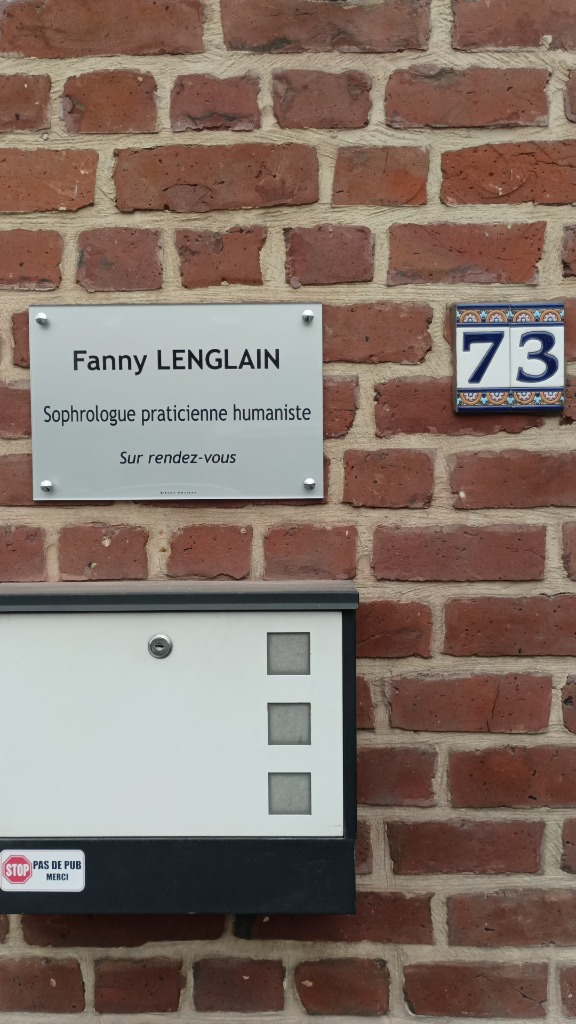 Fanny LENGLAIN
Sophrologue praticienne humaniste
Sur rendez-vous
73
STOP
PAS DE PUB
MERCI